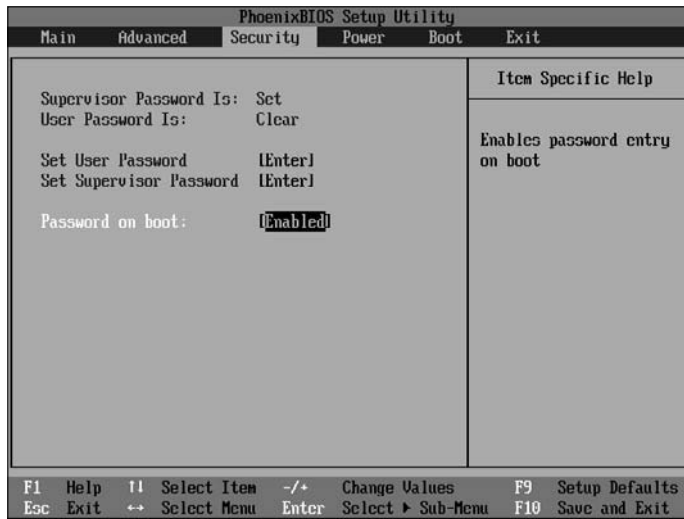 PhoenixBIOS Setup Utility
Main Advanced Security Power Boot Exit
Item Specific Help
Supervisor Password Is: Set
User Password Is: Clear
Enables password entry
on boot
Set User Password [Enter]
Set Supervisor Password [Enter]
Password on boot: [Enabled]
F1 Help ↑↓ Select Item -/+ Change Values F9 Setup Defaults
Esc Exit ↔ Select Menu Enter Select ▶ Sub-Menu F10 Save and Exit